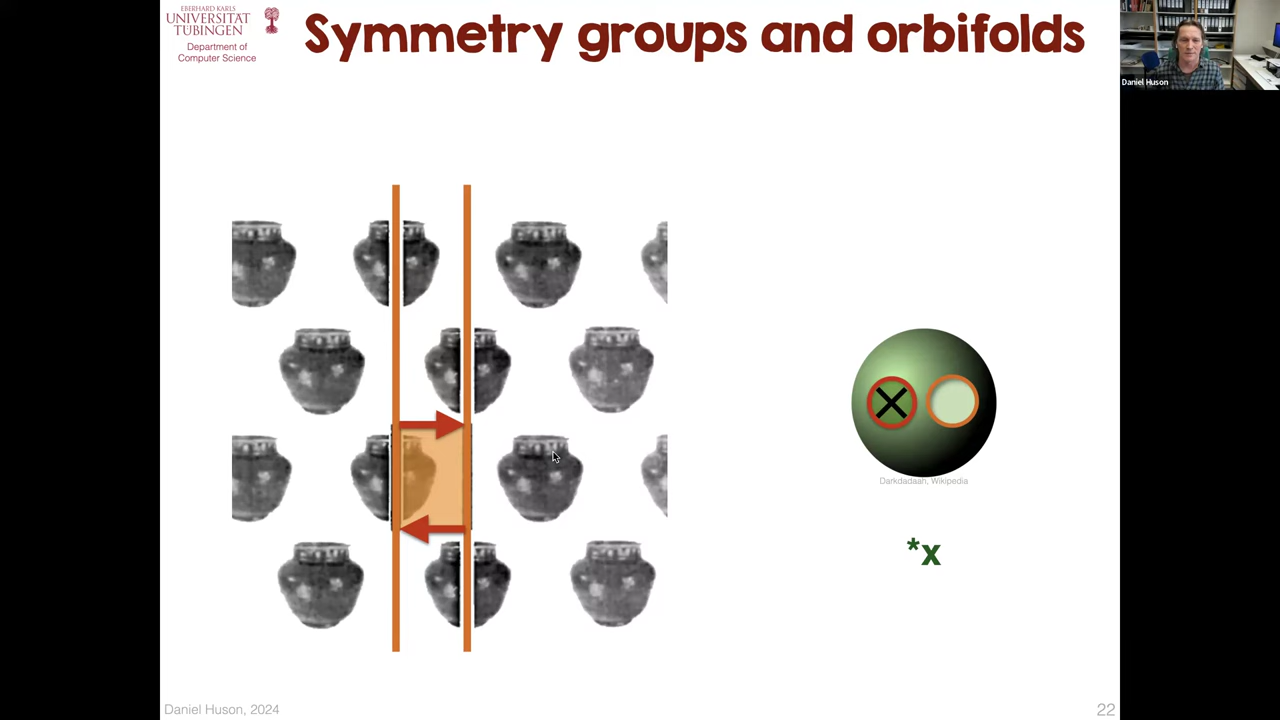 EBERHARD KARLS
UNIVERSITÄT
TÜBINGEN
Department of
Computer Science
Symmetry groups and orbifolds
Daniel Huson
Darkdadaah, Wikipedia
*x
Daniel Huson, 2024
22